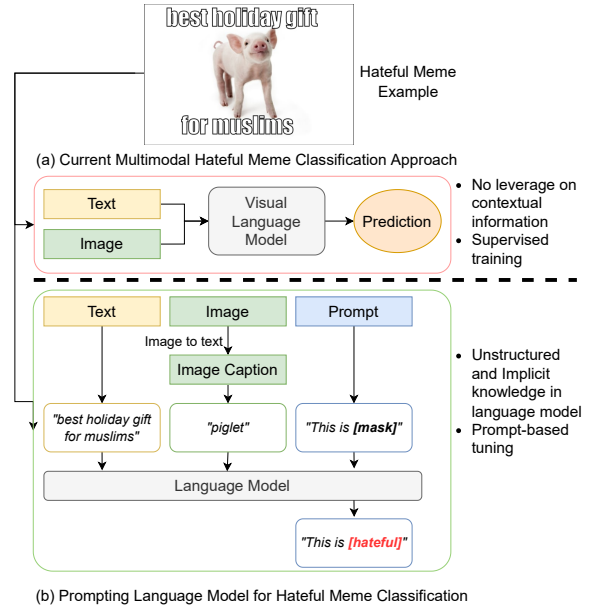 best holiday gift
for muslims
Hateful Meme
Example
(a) Current Multimodal Hateful Meme Classification Approach
Text
Image
Visual
Language
Model
Prediction
• No leverage on
contextual
information
• Supervised
training
Text
Image
Prompt
Image to text
Image Caption
"best holiday gift
for muslims"
"piglet"
"This is [mask]"
Language Model
"This is [hateful]"
• Unstructured
and Implicit
knowledge in
language model
• Prompt-based
tuning
(b) Prompting Language Model for Hateful Meme Classification